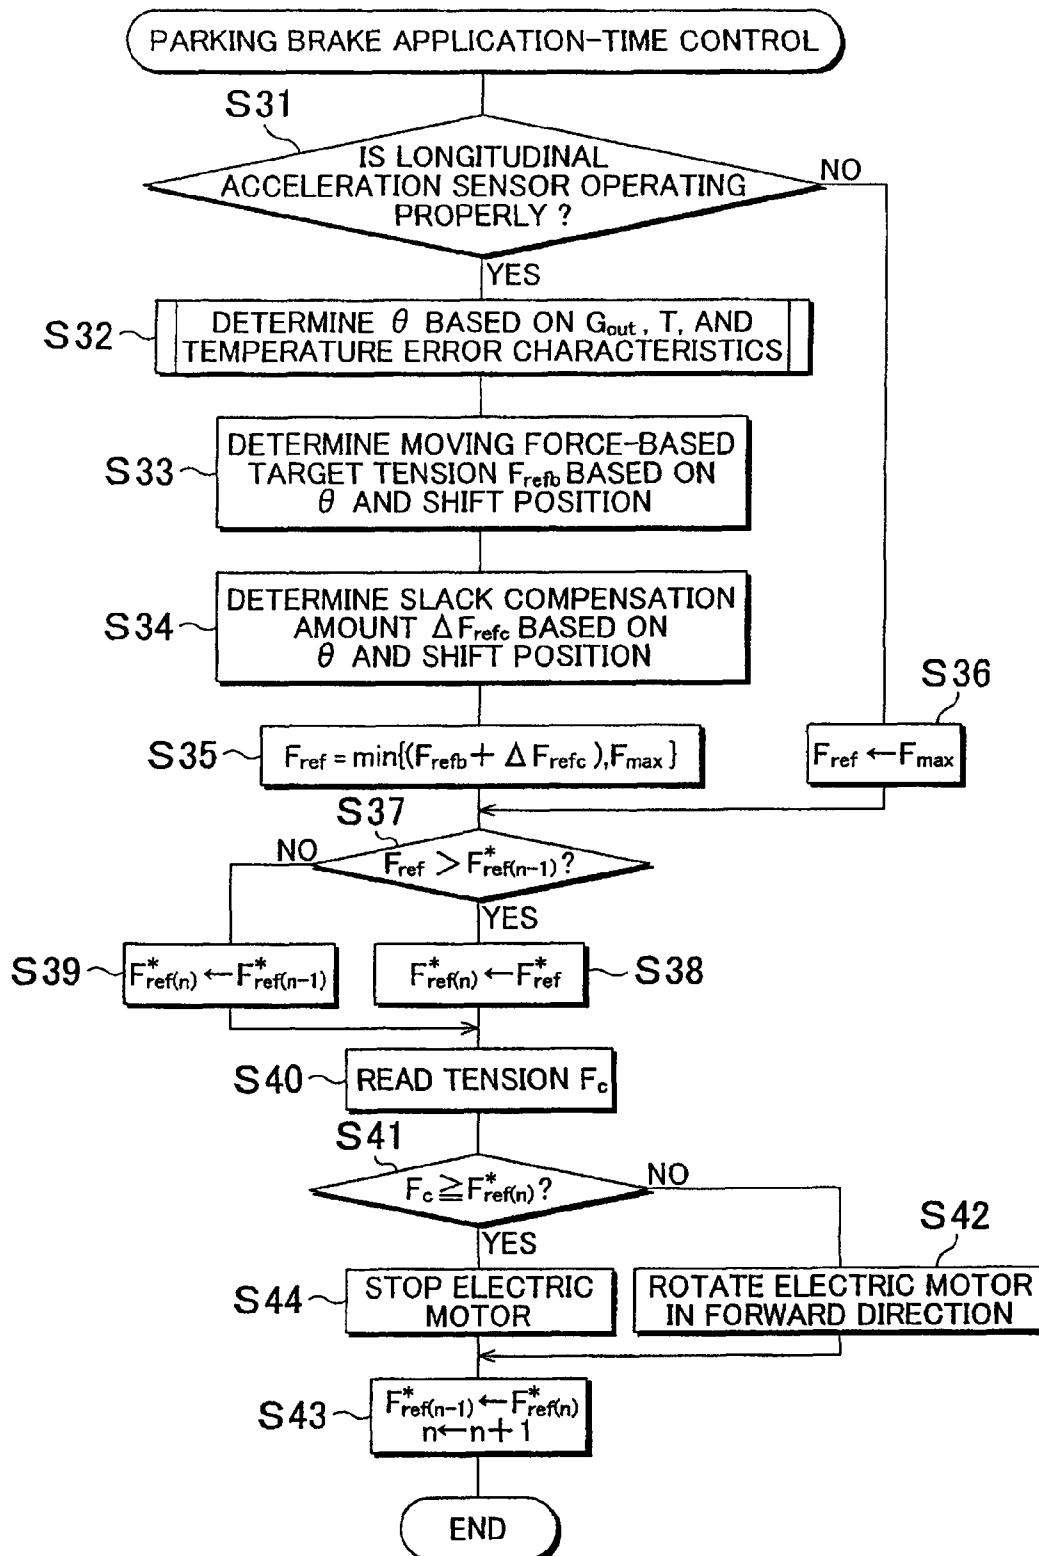 PARKING BRAKE APPLICATION-TIME CONTROL
S31
IS LONGITUDINAL
ACCELERATION SENSOR OPERATING
PROPERLY ?
NO
YES
S32
DETERMINE θ BASED ON Gout, T, AND
TEMPERATURE ERROR CHARACTERISTICS
S33
DETERMINE MOVING FORCE-BASED
TARGET TENSION Frefb BASED ON
θ AND SHIFT POSITION
S34
DETERMINE SLACK COMPENSATION
AMOUNT ΔFrefc BASED ON
θ AND SHIFT POSITION
S35
Fref = min{(Frefb + ΔFrefc), Fmax}
S36
Fref ← Fmax
S37
Fref > F*ref(n-1)?
NO
YES
S39
F*ref(n) ← F*ref(n-1)
F*ref(n) ← F*ref
S38
S40
READ TENSION Fc
S41
Fc ≧ F*ref(n)?
NO
YES
S44
STOP ELECTRIC
MOTOR
S42
ROTATE ELECTRIC MOTOR
IN FORWARD DIRECTION
S43
F*ref(n-1) ← F*ref(n)
n ← n + 1
END